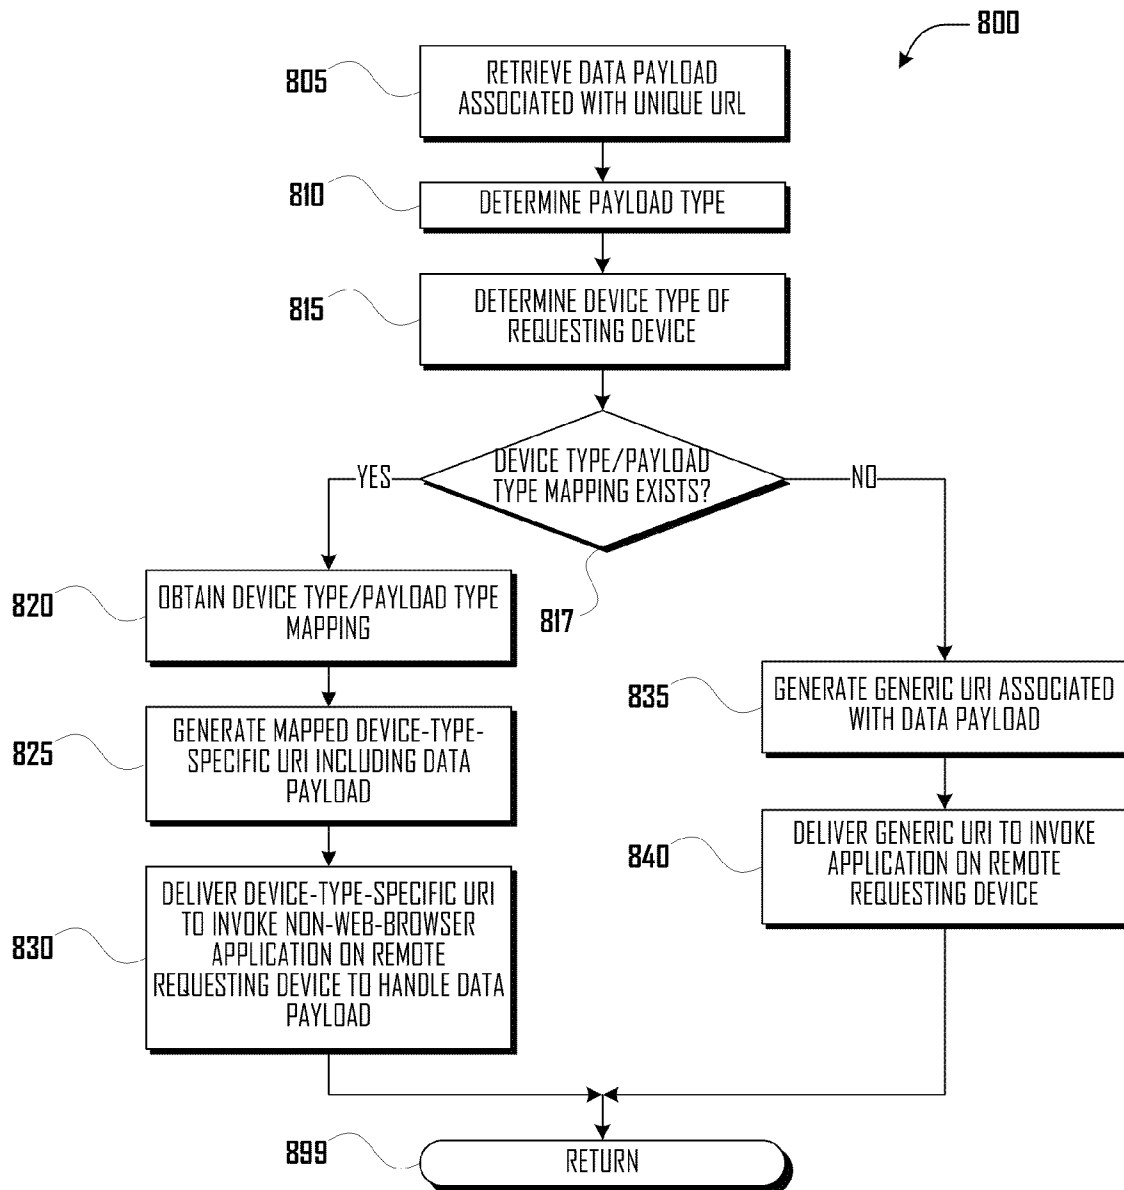 800
805
RETRIEVE DATA PAYLOAD
ASSOCIATED WITH UNIQUE URL
810
DETERMINE PAYLOAD TYPE
815
DETERMINE DEVICE TYPE OF
REQUESTING DEVICE
DEVICE TYPE/PAYLOAD
TYPE MAPPING EXISTS?
YES
NO
817
820
OBTAIN DEVICE TYPE/PAYLOAD TYPE
MAPPING
825
GENERATE MAPPED DEVICE-TYPE-
SPECIFIC URI INCLUDING DATA
PAYLOAD
830
DELIVER DEVICE-TYPE-SPECIFIC URI
TO INVOKE NON-WEB-BROWSER
APPLICATION ON REMOTE
REQUESTING DEVICE TO HANDLE DATA
PAYLOAD
835
GENERATE GENERIC URI ASSOCIATED
WITH DATA PAYLOAD
840
DELIVER GENERIC URI TO INVOKE
APPLICATION ON REMOTE
REQUESTING DEVICE
899
RETURN